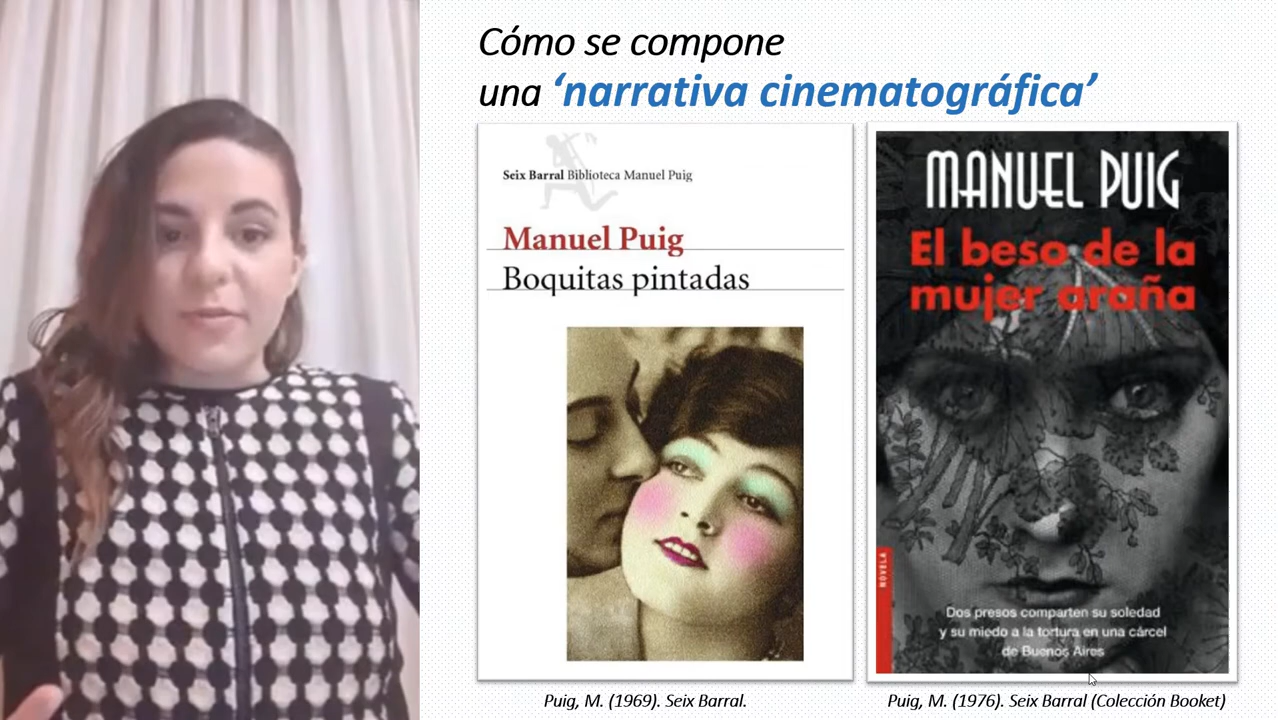 Cómo se compone
una ‘narrativa cinematográfica’
Seix Barral Biblioteca Manuel Puig
Manuel Puig
Boquitas pintadas
Puig, M. (1969). Seix Barral.
MANUEL PUIG
El beso de la
mujer araña
NOVELA
Dos presos comparten su soledad
y su miedo a la tortura en una cárcel
de Buenos Aires
Puig, M. (1976). Seix Barral (Colección Booket)